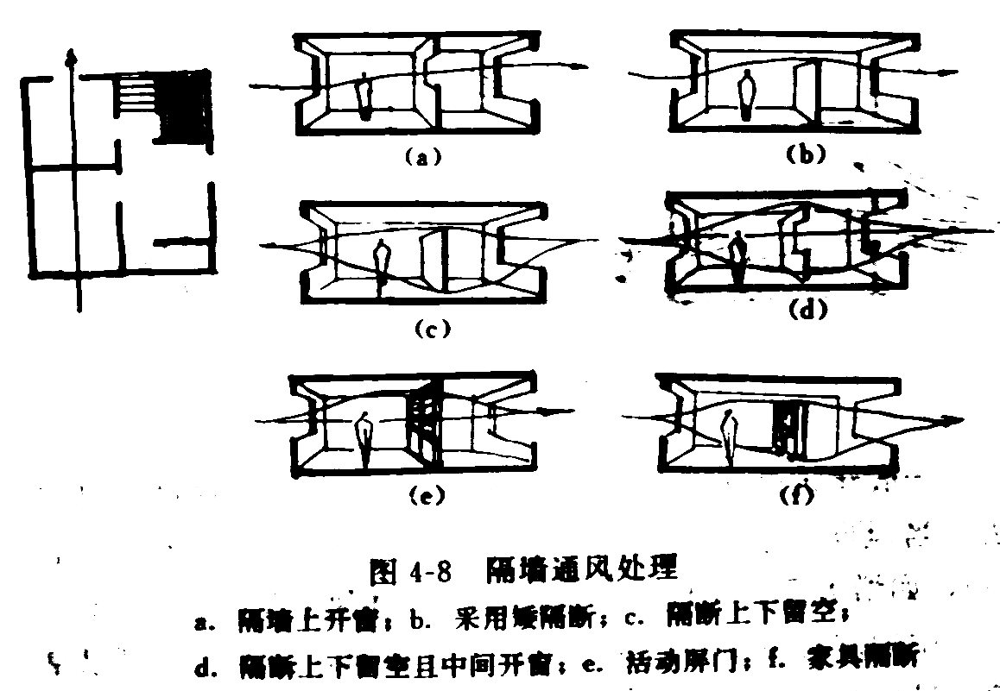 (a)
(b)
(c)
(d)
(e)
(f)
图 4-8 隔墙通风处理
a. 隔墙上开窗；b. 采用矮隔断；c. 隔断上下留空；
d. 隔断上下留空且中间开窗；e. 活动屏门；f. 家具隔断